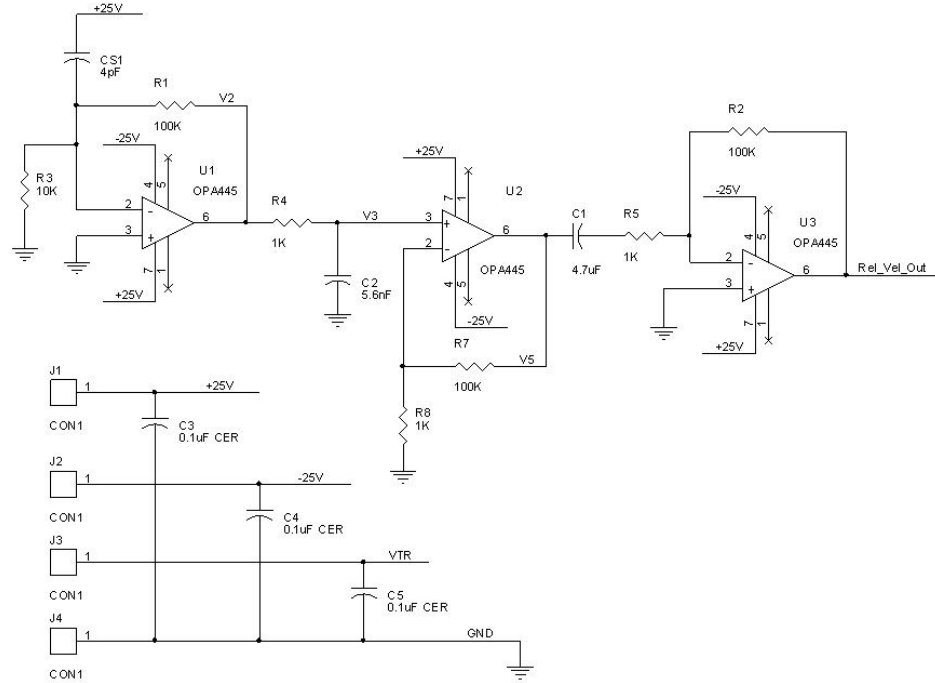 +25V
CS1
4pF
R1
V2
100K
-25V
R3
10K
4
5
U1
OPA445
2
-
6
3
+
7
1
+25V
R4
1K
V3
C2
5.6nF
+25V
7
1
U2
3
+
6
2
-
OPA445
4
5
-25V
R7
V5
100K
R8
1K
C1
4.7uF
R5
1K
R2
100K
-25V
4
5
U3
OPA445
2
-
6
Rel_Vel_Out
3
+
7
1
+25V
J1
1
+25V
CON1
C3
0.1uF CER
J2
1
-25V
CON1
C4
0.1uF CER
J3
1
VTR
CON1
C5
0.1uF CER
J4
1
GND
CON1